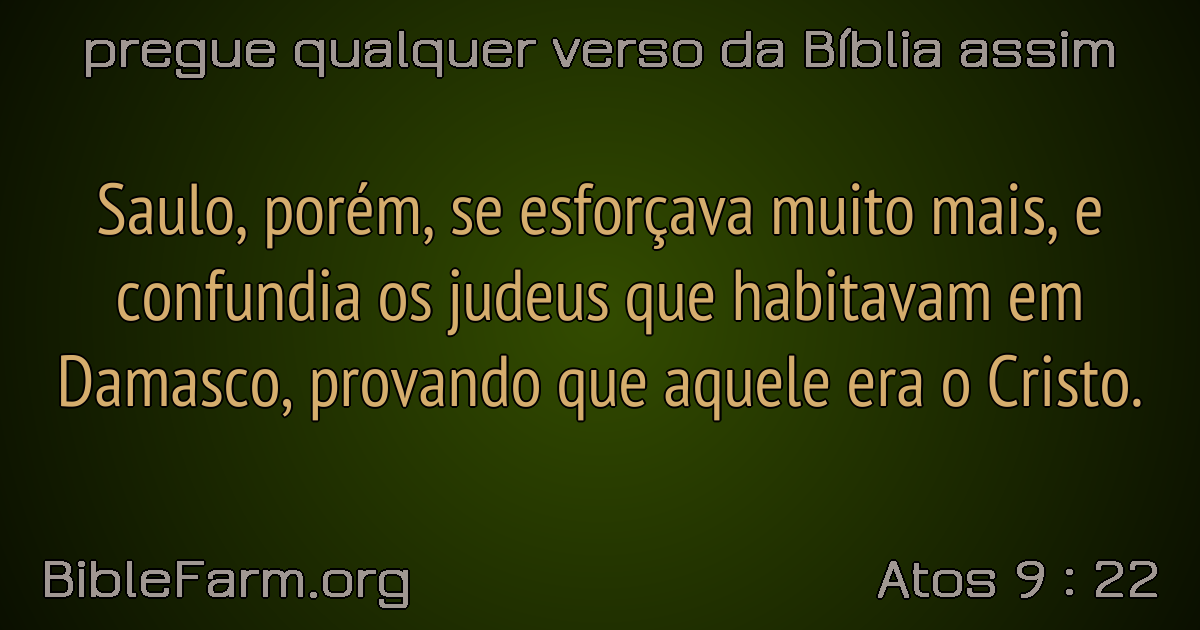 pregue qualquer verso da Bíblia assim
Saulo, porém, se esforçava muito mais, e
confundia os judeus que habitavam em
Damasco, provando que aquele era o Cristo.
BibleFarm.org
Atos 9 : 22